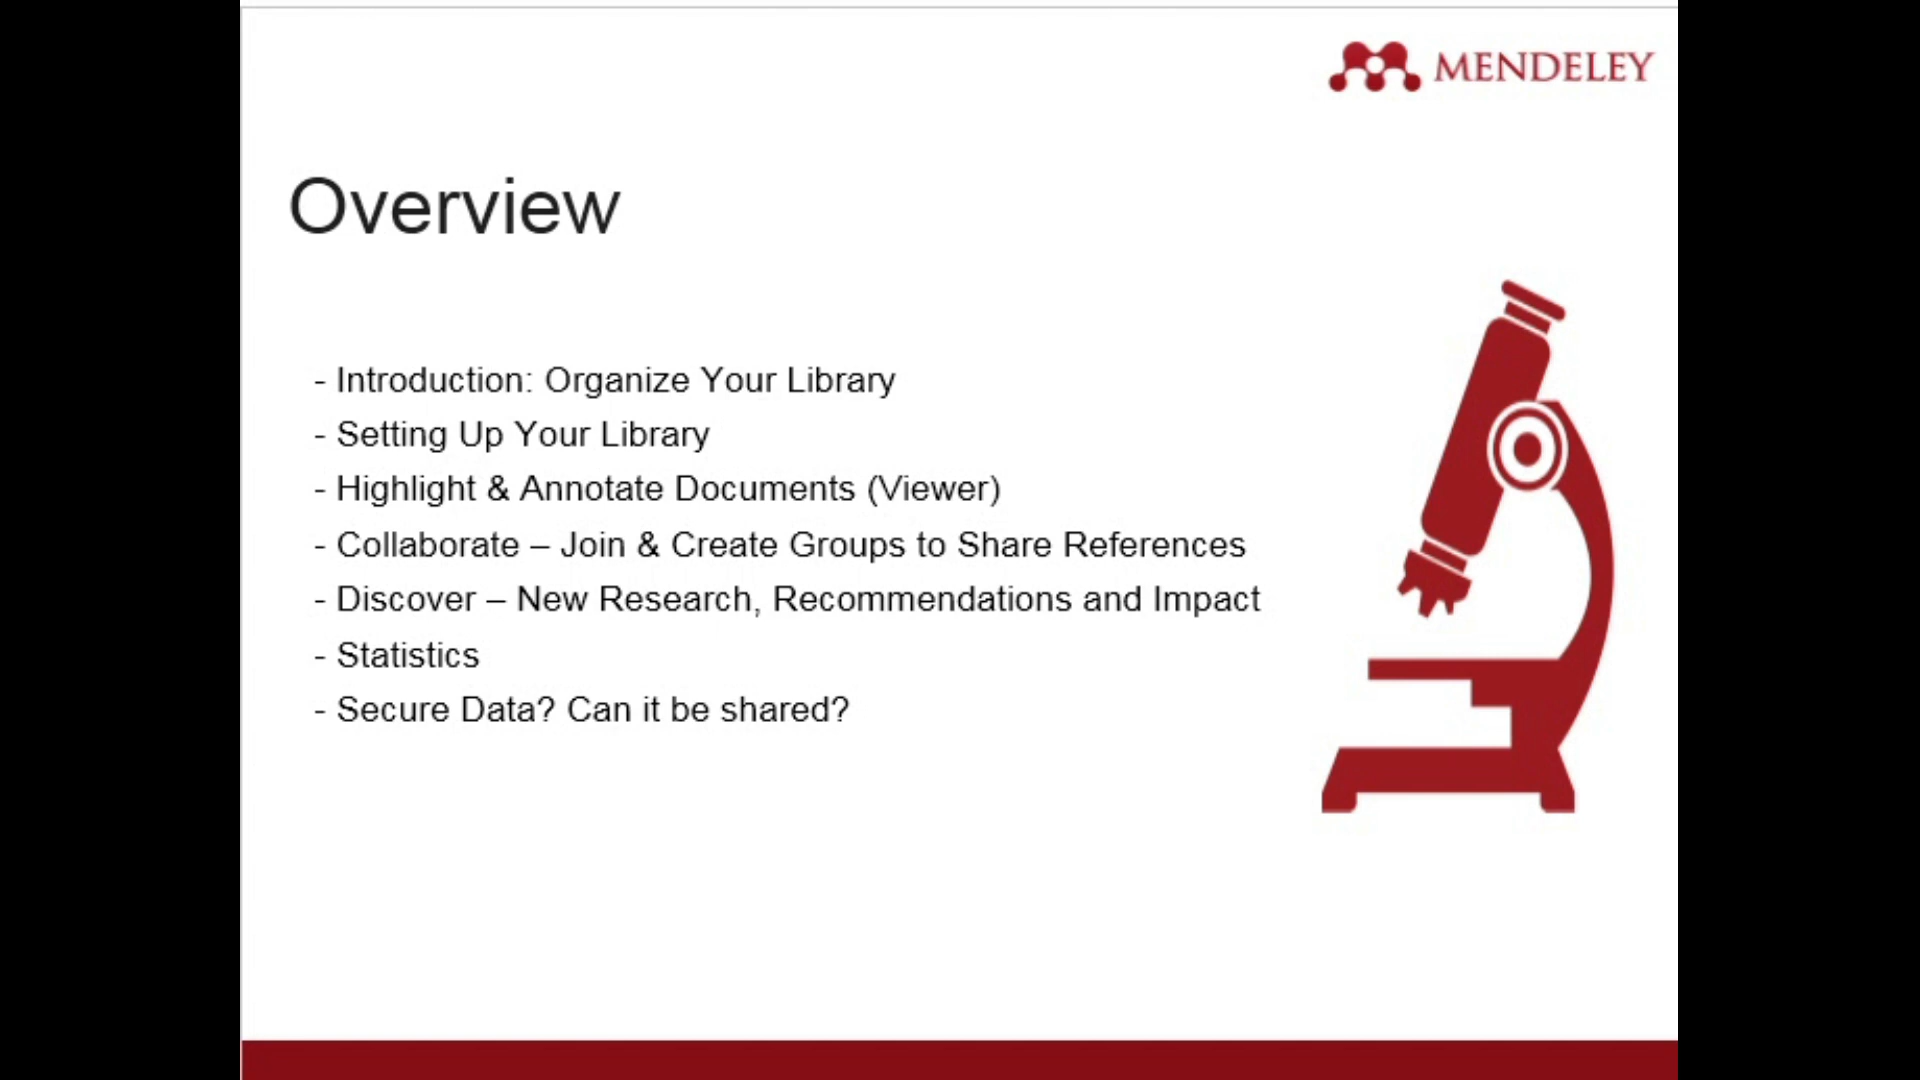 MENDELEY
Overview
- Introduction: Organize Your Library
- Setting Up Your Library
- Highlight & Annotate Documents (Viewer)
- Collaborate – Join & Create Groups to Share References
- Discover – New Research, Recommendations and Impact
- Statistics
- Secure Data? Can it be shared?